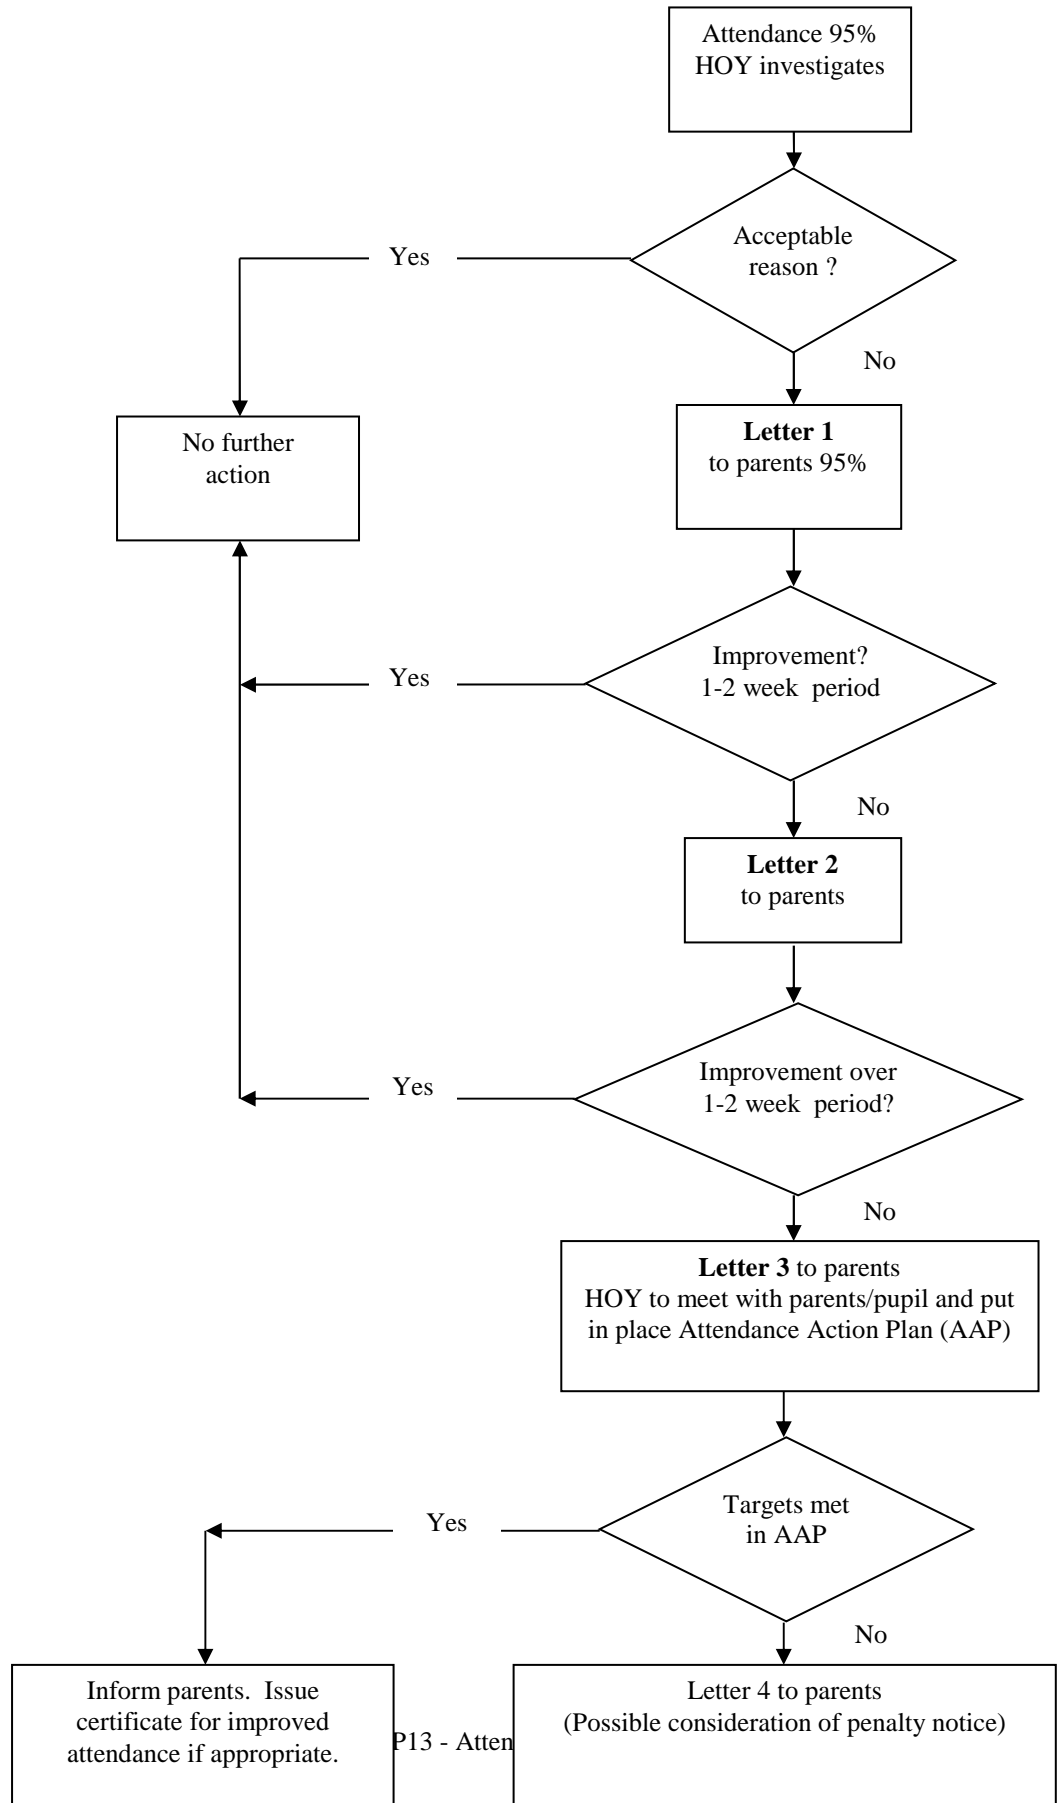 Attendance 95%
HOY investigates
Acceptable
reason ?
Yes
No
No further
action
Letter 1
to parents 95%
Improvement?
1-2 week period
Yes
No
Letter 2
to parents
Improvement over
1-2 week period?
Yes
No
Letter 3 to parents
HOY to meet with parents/pupil and put
in place Attendance Action Plan (AAP)
Targets met
in AAP
Yes
No
Inform parents. Issue
certificate for improved
attendance if appropriate.
P13 - Atten
Letter 4 to parents
(Possible consideration of penalty notice)